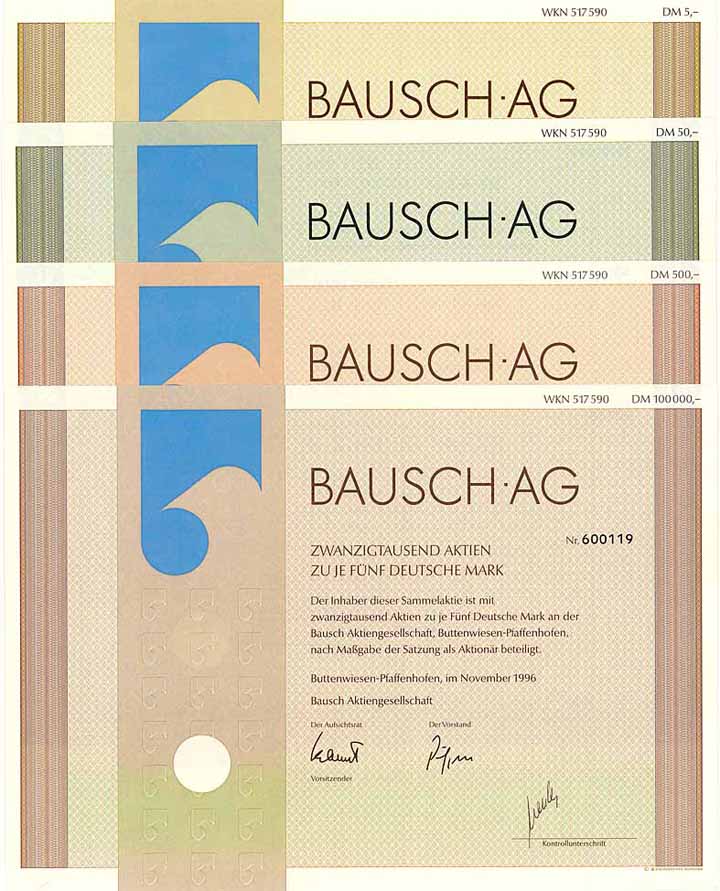 WKN 517 590 DM 5,–
BAUSCH·AG
WKN 517 590 DM 50,–
BAUSCH·AG
WKN 517 590 DM 500,–
BAUSCH·AG
WKN 517 590 DM 100 000,–
BAUSCH·AG
Nr. 600119
ZWANZIGTAUSEND AKTIEN
ZU JE FÜNF DEUTSCHE MARK
Der Inhaber dieser Sammelaktie ist mit
zwanzigtausend Aktien zu je Fünf Deutsche Mark an der
Bausch Aktiengesellschaft, Buttenwiesen-Pfaffenhofen,
nach Maßgabe der Satzung als Aktionär beteiligt.
Buttenwiesen-Pfaffenhofen, im November 1996
Bausch Aktiengesellschaft
Der Aufsichtsrat Der Vorstand
Vorsitzender
Kontrollunterschrift